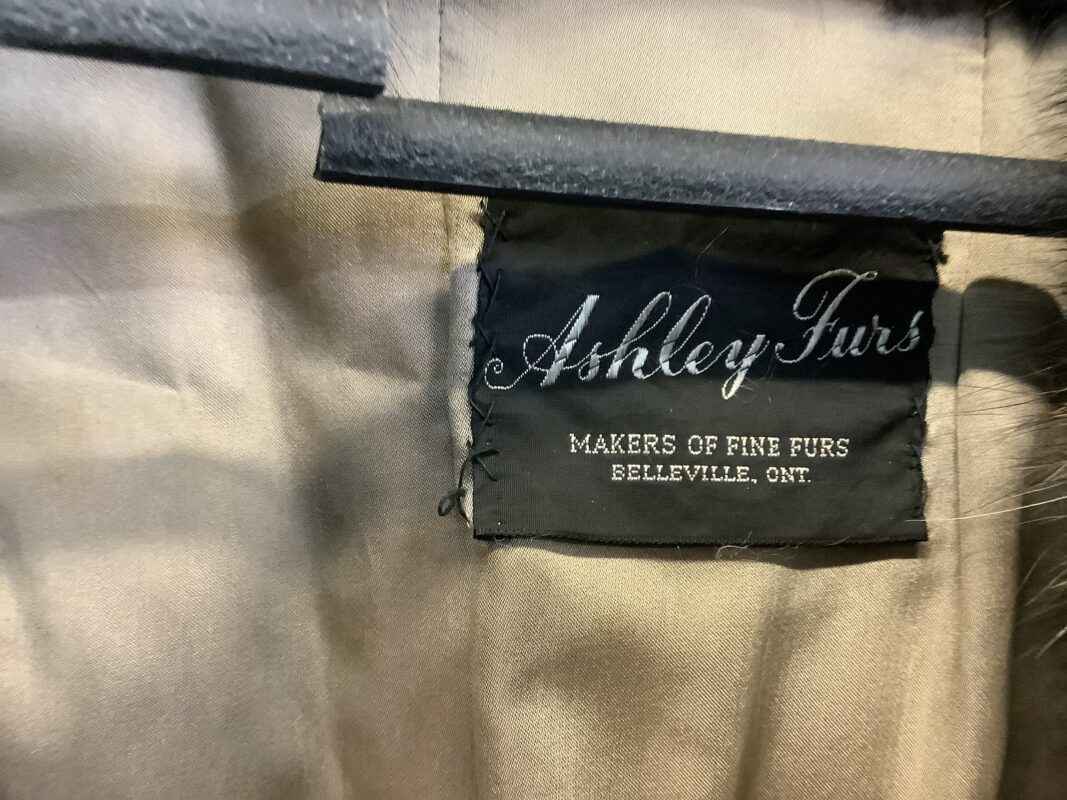 Ashley Furs
MAKERS OF FINE FURS
BELLEVILLE, ONT.